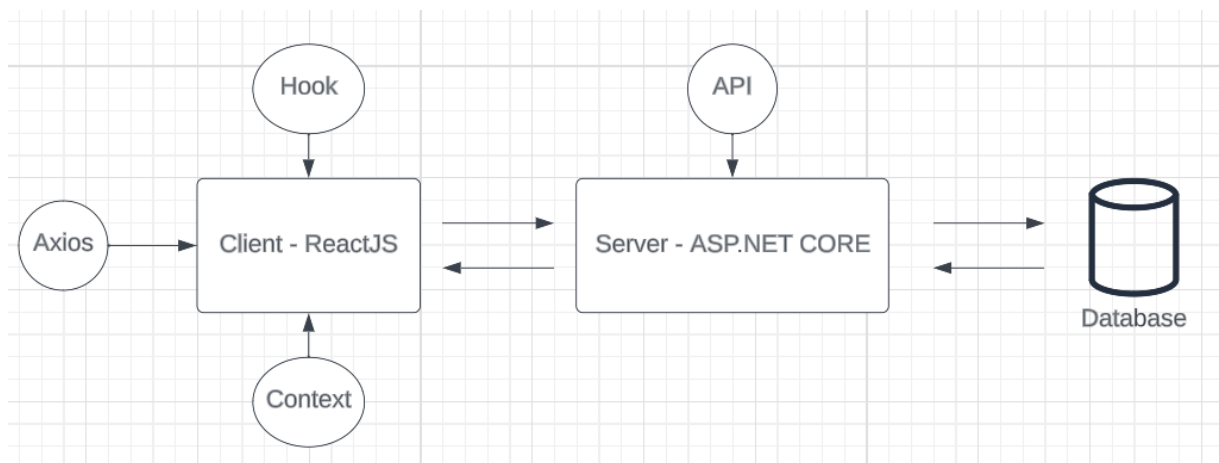 Hook
API
Axios
Client - ReactJS
Server - ASP.NET CORE
Database
Context